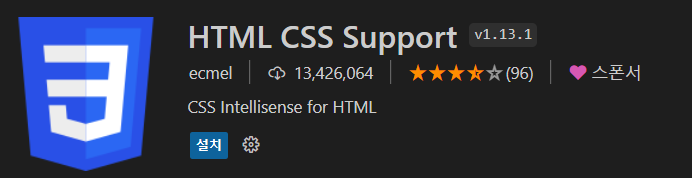 HTML CSS Support v1.13.1
ecmel 13,426,064 (96) 스폰서
CSS Intellisense for HTML
설치